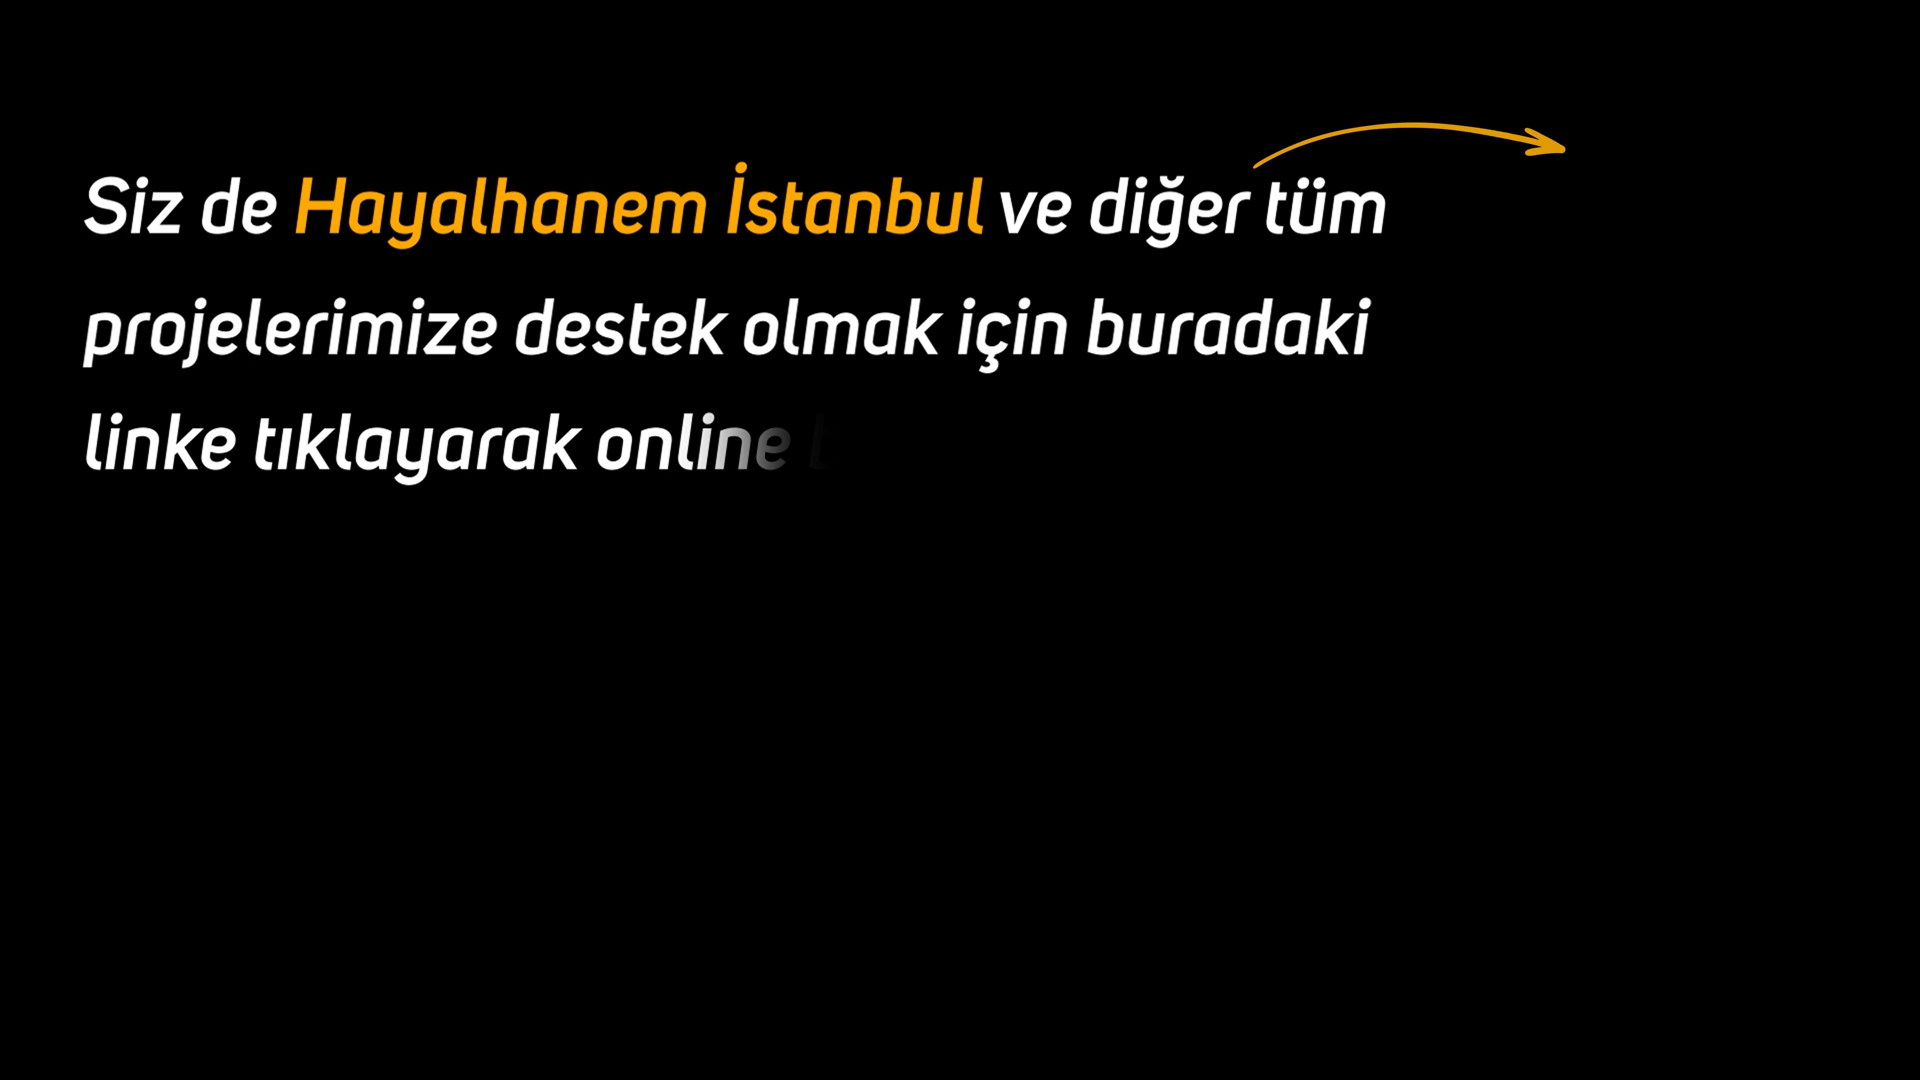 Siz de Hayalhanem İstanbul ve diğer tüm
projelerimize destek olmak için buradaki
linke tıklayarak online